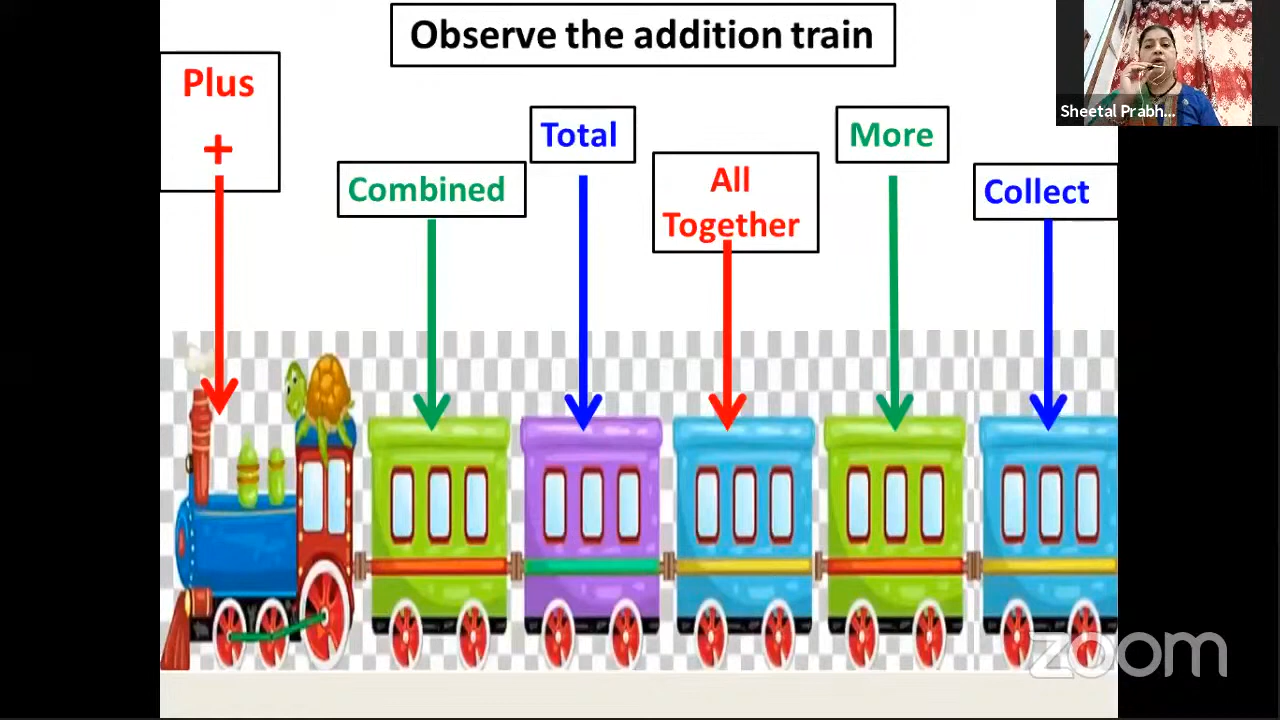 Observe the addition train
Plus
+
Combined
Total
All
Together
More
Collect
Sheetal Prabh...
zoom